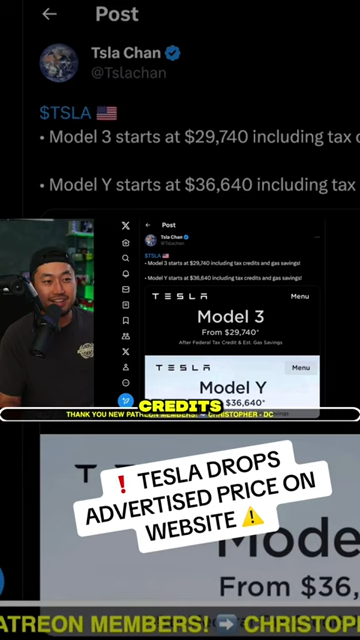 Post
Tsla Chan
@Tslachan
$TSLA 🇺🇸
• Model 3 starts at $29,740 including tax
• Model Y starts at $36,640 including tax
Post
Tsla Chan
@Tslachan
$TSLA 🇺🇸
• Model 3 starts at $29,740 including tax credits and gas savings!
• Model Y starts at $36,640 including tax credits and gas savings!
TESLA Menu
Model 3
From $29,740*
After Federal Tax Credit & Est. Gas Savings
TESLA Menu
Model Y
$36,640*
CREDITS
THANK YOU NEW PATREON MEMBERS! ➡️ CHRISTOPHER - DC
❗TESLA DROPS
ADVERTISED PRICE ON
WEBSITE ⚠️
Mode
From $36,
ATREON MEMBERS! ➡️ CHRISTOP